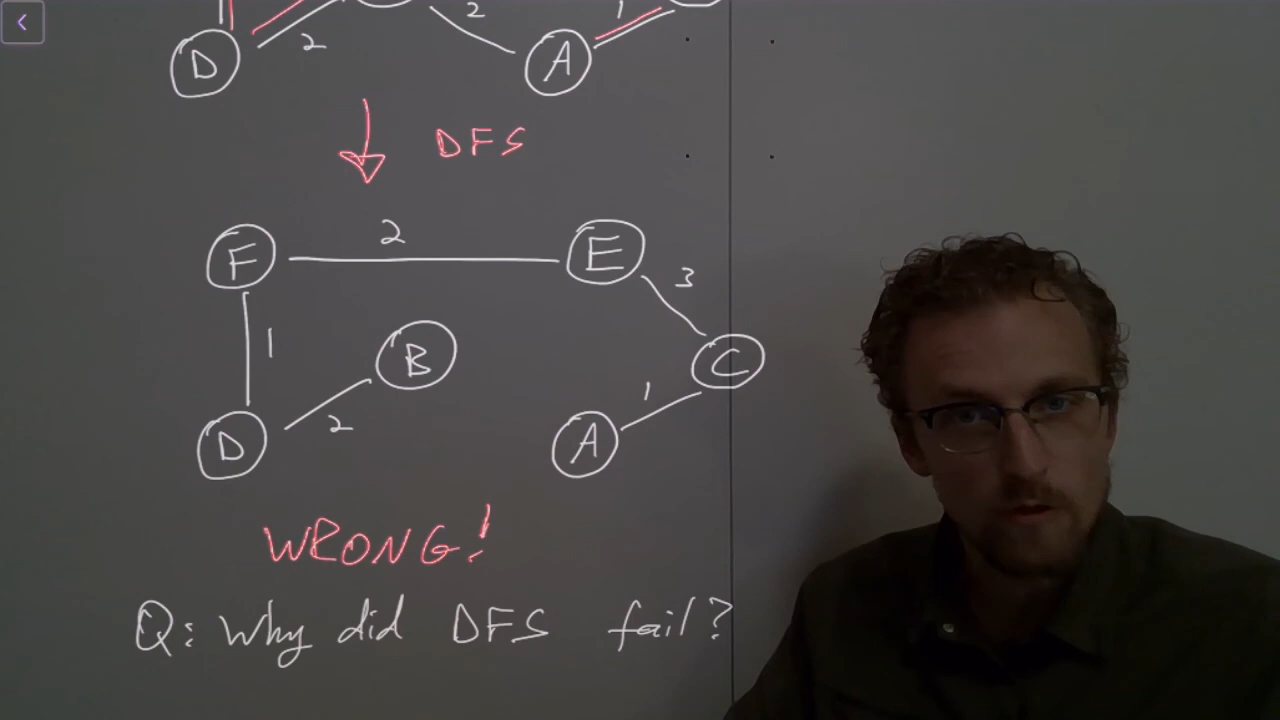 2 1
2
D A
DFS
2
F E
3
1 B C
1
2
D A
WRONG!
Q: Why did DFS fail?